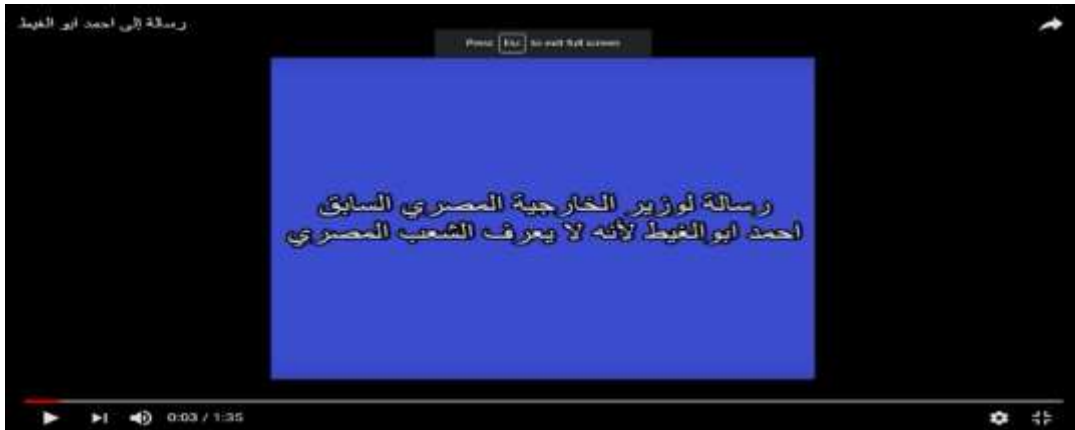 رسالة إلى احمد ابو الغيط
Press Esc to exit full screen
رسالة لوزير الخارجية المصري السابق
احمد ابوالغيط لأنه لا يعرف الشعب المصري
0:03 / 1:35